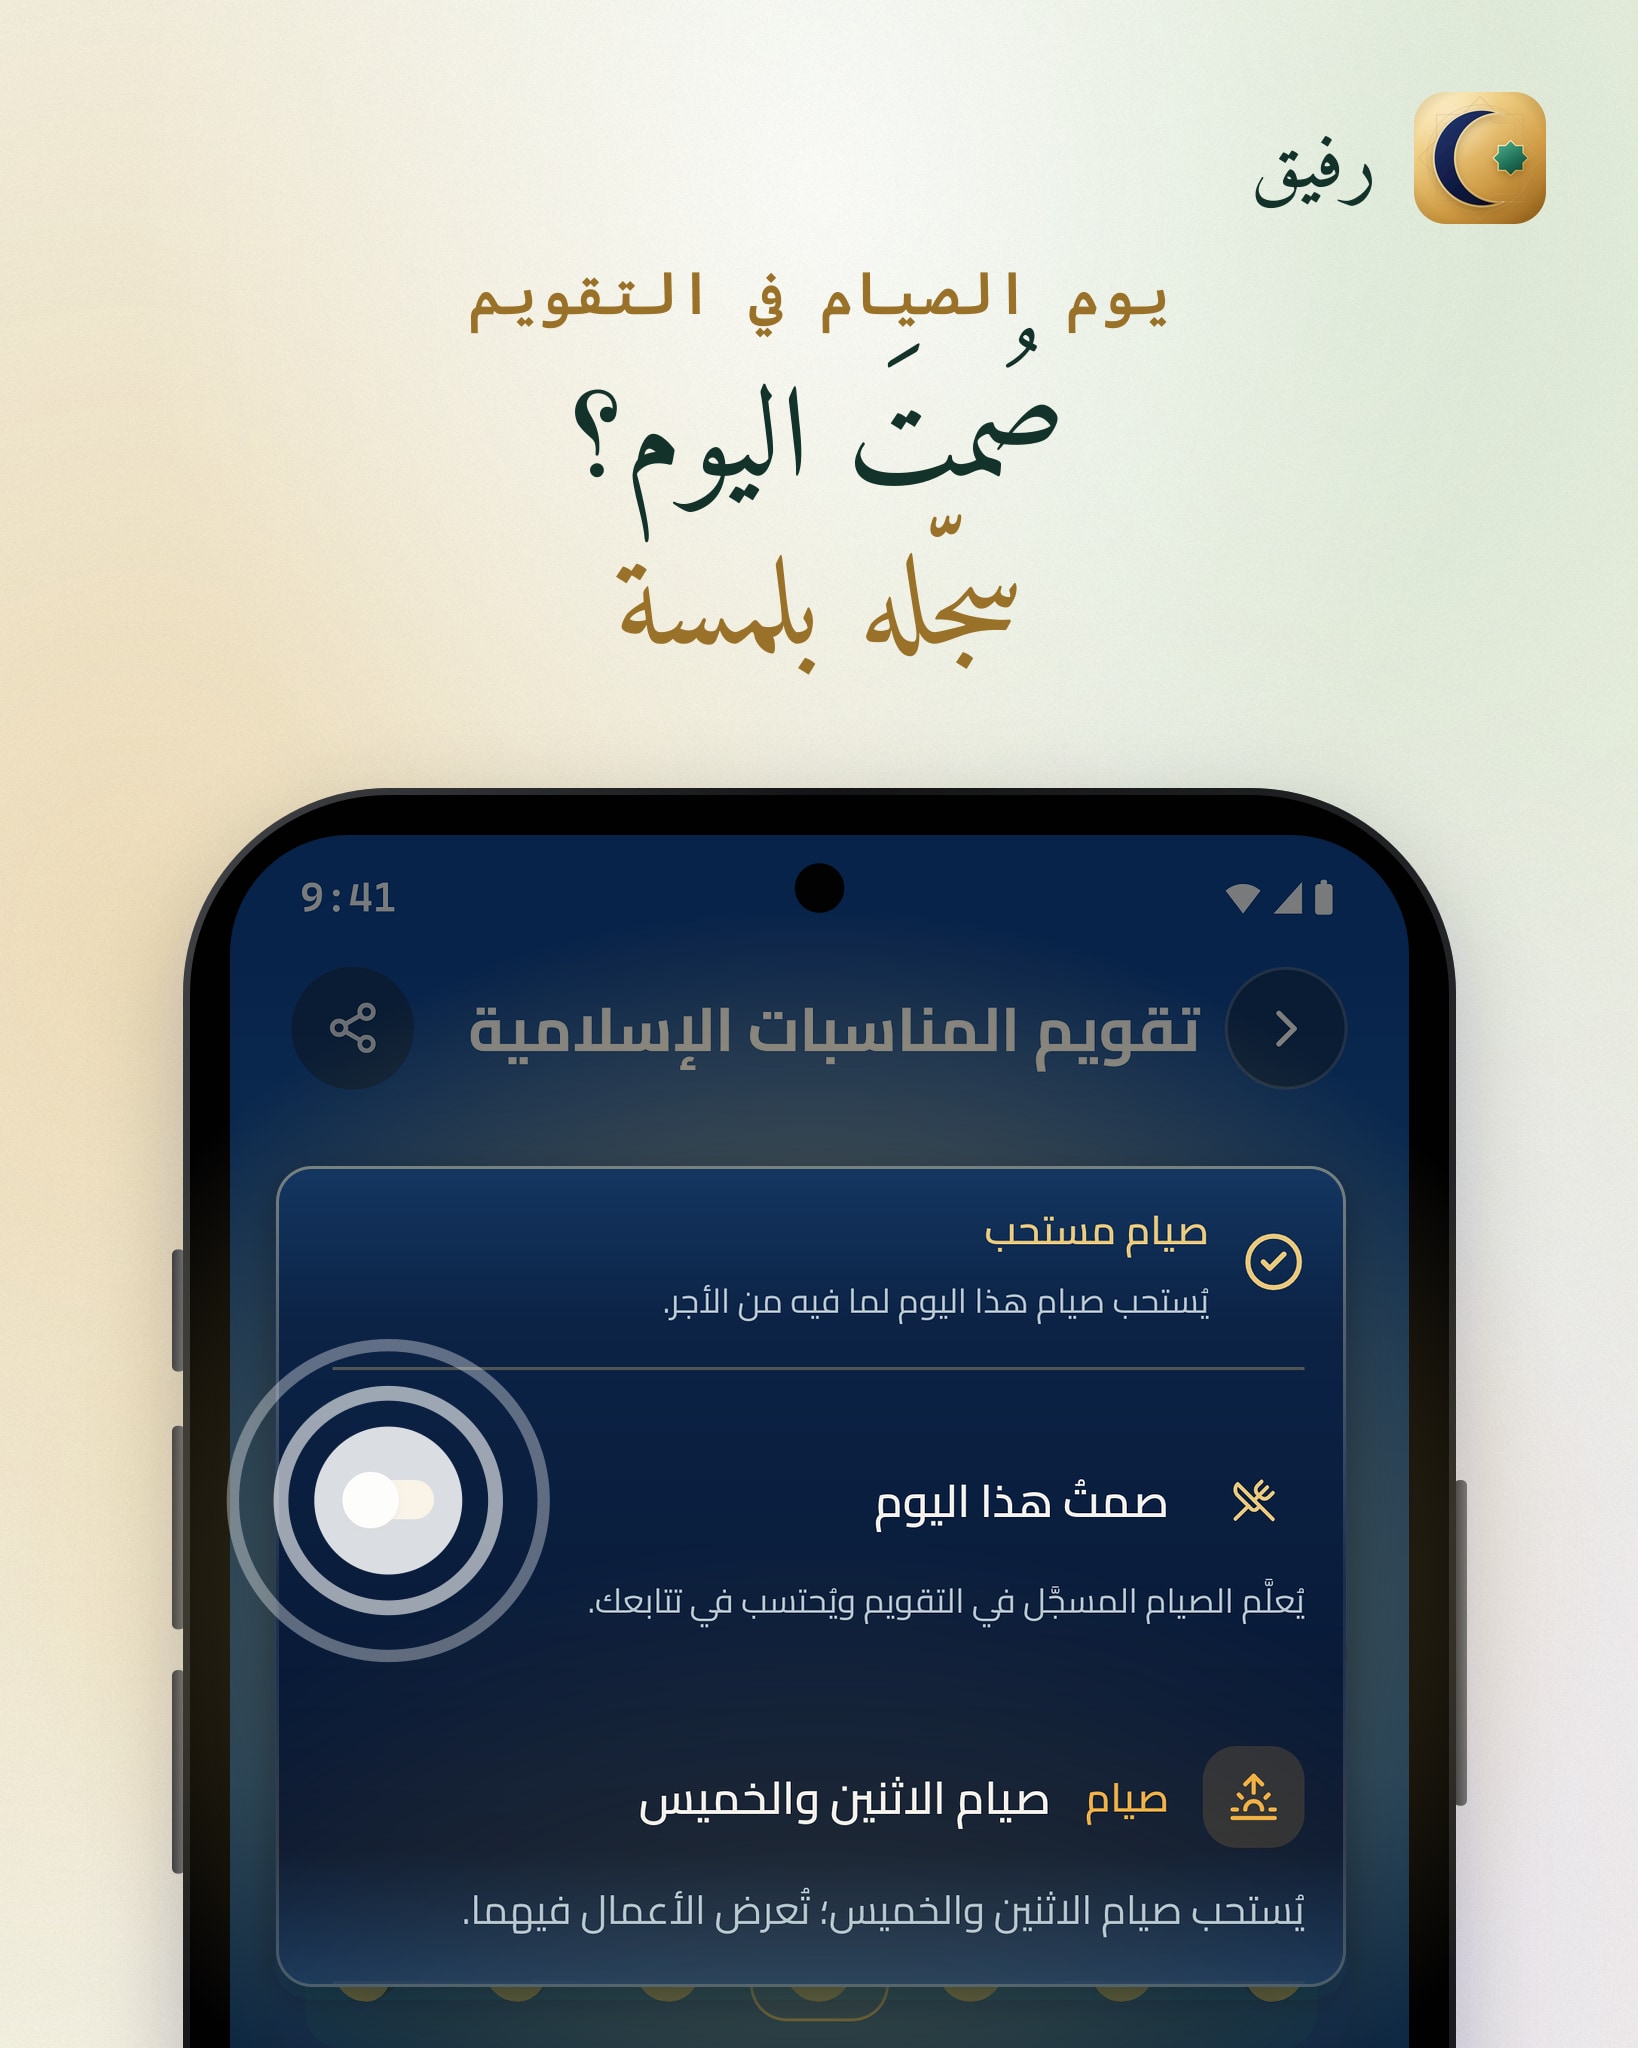 رفيق
يوم الصيام في التقويم
صُمتَ اليوم؟
سجّله بلمسة
9:41
تقويم المناسبات الإسلامية
صيام مستحب
يُستحب صيام هذا اليوم لما فيه من الأجر.
صمتُ هذا اليوم
يُعلَّم الصيام المسجَّل في التقويم ويُحتسب في تتابعك.
صيام صيام الاثنين والخميس
يُستحب صيام الاثنين والخميس؛ تُعرض الأعمال فيهما.